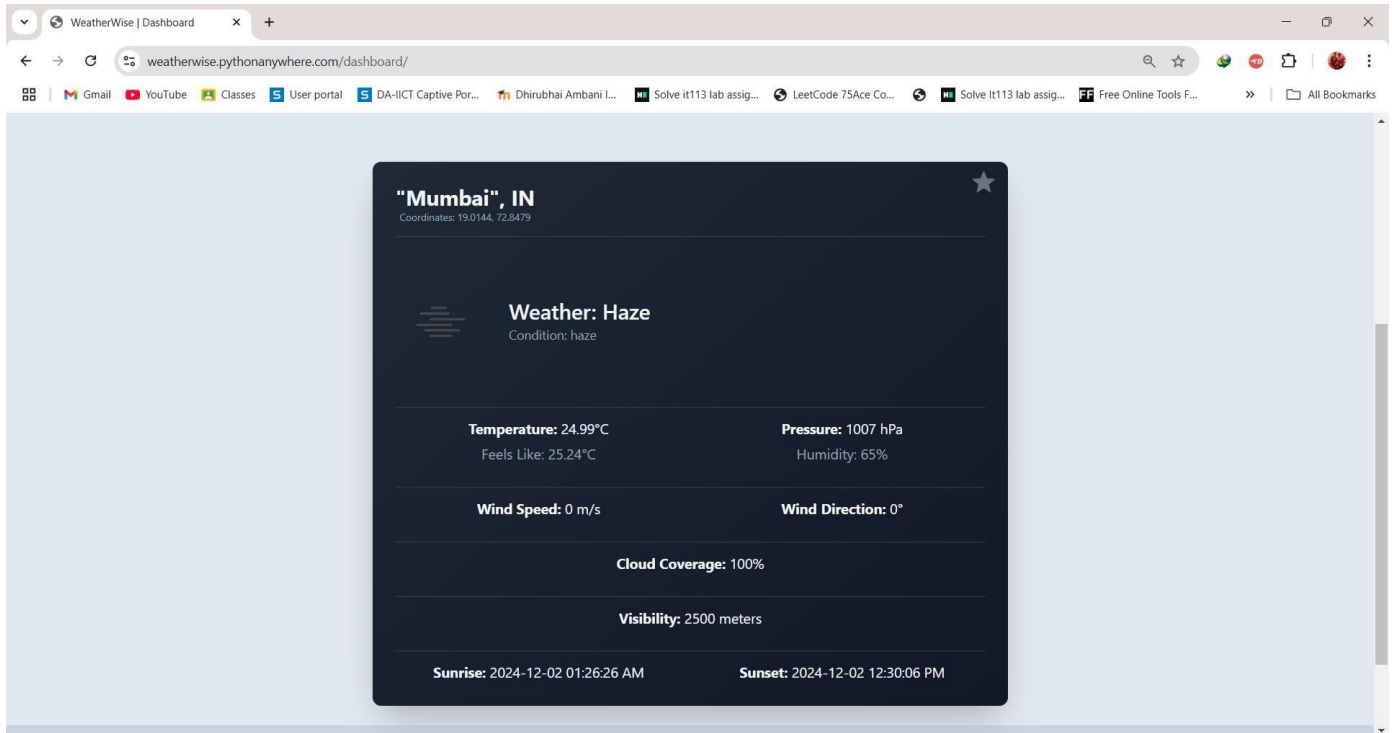 WeatherWise | Dashboard
weatherwise.pythonanywhere.com/dashboard/
Gmail YouTube Classes User portal DA-IICT Captive Por... Dhirubhai Ambani I... Solve it113 lab assig... LeetCode 75Ace Co... Solve It113 lab assig... FF Free Online Tools F... » All Bookmarks
"Mumbai", IN
Coordinates: 19.0144, 72.8479
Weather: Haze
Condition: haze
Temperature: 24.99°C Pressure: 1007 hPa
Feels Like: 25.24°C Humidity: 65%
Wind Speed: 0 m/s Wind Direction: 0°
Cloud Coverage: 100%
Visibility: 2500 meters
Sunrise: 2024-12-02 01:26:26 AM Sunset: 2024-12-02 12:30:06 PM